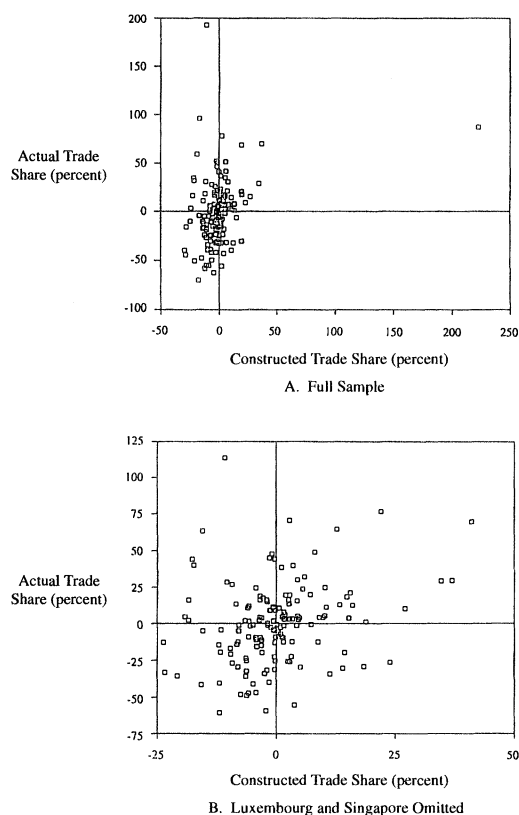 200
150
100
50
0
-50
-100
Actual Trade
Share (percent)
-50 0 50 100 150 200 250
Constructed Trade Share (percent)
A. Full Sample
125
100
75
50
25
0
-25
-50
-75
Actual Trade
Share (percent)
-25 0 25 50
Constructed Trade Share (percent)
B. Luxembourg and Singapore Omitted